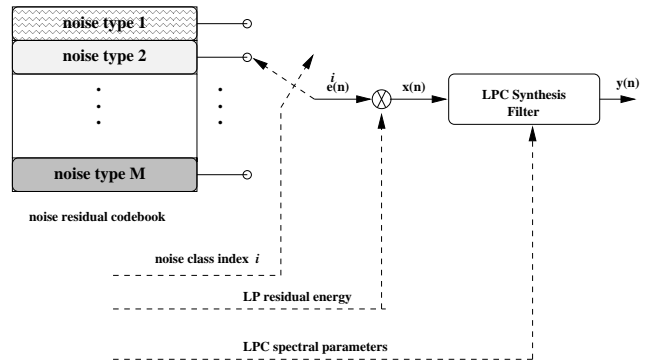 noise type 1
noise type 2
i
e(n)
x(n)
LPC Synthesis
Filter
y(n)
noise type M
noise residual codebook
noise class index i
LP residual energy
LPC spectral parameters